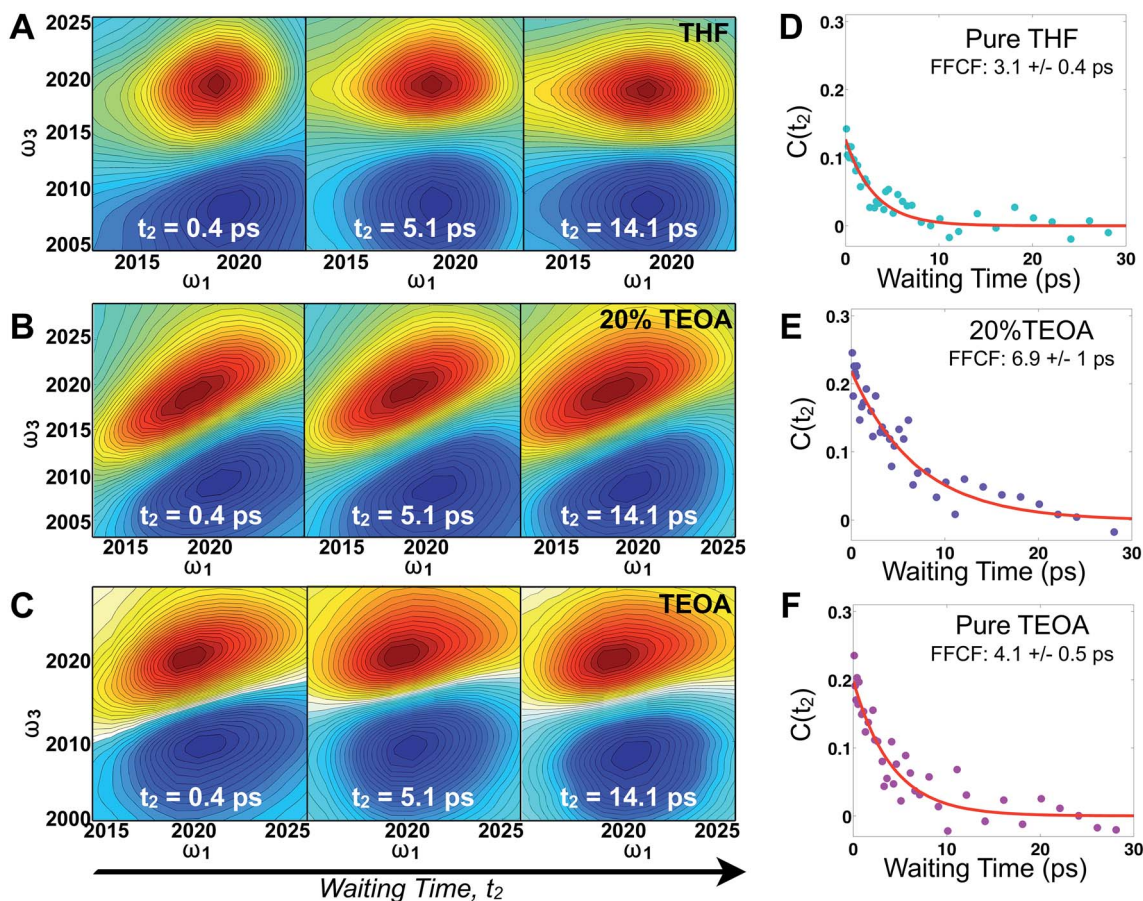 A
THF
2025
2020
2015
2010
2005
ω3
t2 = 0.4 ps
t2 = 5.1 ps
t2 = 14.1 ps
2015 2020 2015 2020 2015 2020
ω1 ω1 ω1
B
20% TEOA
2025
2020
2015
2010
2005
ω3
t2 = 0.4 ps
t2 = 5.1 ps
t2 = 14.1 ps
2015 2020 2015 2020 2015 2020 2025
ω1 ω1 ω1
C
TEOA
2020
2010
2000
ω3
t2 = 0.4 ps
t2 = 5.1 ps
t2 = 14.1 ps
2015 2020 2025 2015 2020 2025 2015 2020 2025
ω1 ω1 ω1
Waiting Time, t2
D
Pure THF
FFCF: 3.1 +/- 0.4 ps
0.3
0.2
0.1
0
C(t2)
0 10 20 30
Waiting Time (ps)
E
20%TEOA
FFCF: 6.9 +/- 1 ps
0.3
0.2
0.1
0
C(t2)
0 10 20 30
Waiting Time (ps)
F
Pure TEOA
FFCF: 4.1 +/- 0.5 ps
0.3
0.2
0.1
0
C(t2)
0 10 20 30
Waiting Time (ps)